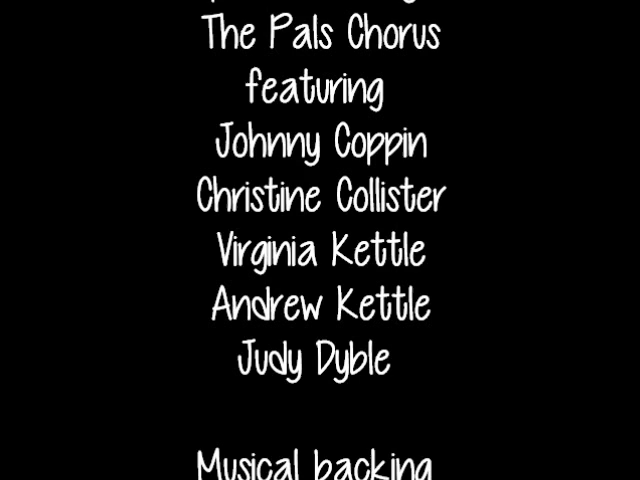 The Pals Chorus
featuring
Johnny Coppin
Christine Collister
Virginia Kettle
Andrew Kettle
Judy Dyble
Musical backing